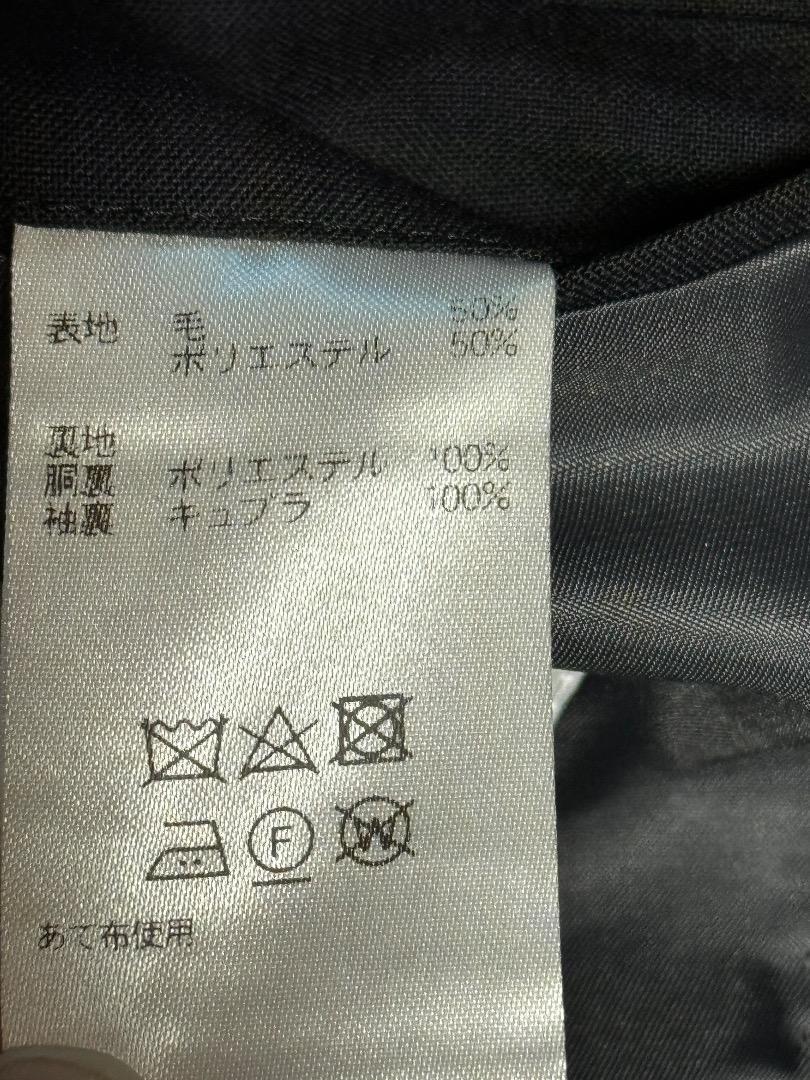 表地 毛 50%
ポリエステル 50%
裏地
胴裏 ポリエステル 100%
袖裏 キュプラ 100%
F
W
あて布使用